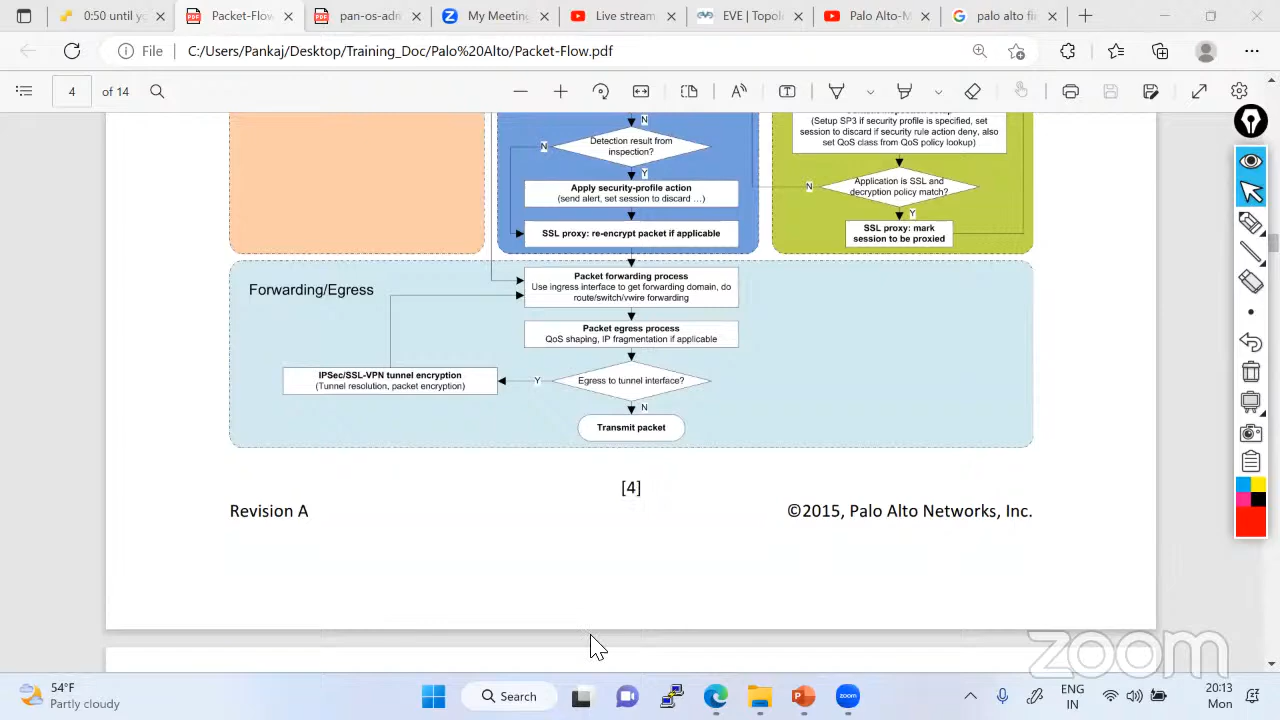 0:50 unity
Packet-Flow
pan-os-adm
My Meeting
Live stream
EVE | Topol
Palo Alto-M
palo alto fi
File
C:/Users/Pankaj/Desktop/Training_Doc/Palo%20Alto/Packet-Flow.pdf
4 of 14
(Setup SP3 if security profile is specified, set
session to discard if security rule action deny, also
set QoS class from QoS policy lookup)
N
Detection result from
inspection?
N
Y
Apply security-profile action
(send alert, set session to discard ...)
SSL proxy: re-encrypt packet if applicable
Application is SSL and
decryption policy match?
N
Y
SSL proxy: mark
session to be proxied
Forwarding/Egress
Packet forwarding process
Use ingress interface to get forwarding domain, do
route/switch/vwire forwarding
Packet egress process
QoS shaping, IP fragmentation if applicable
IPSec/SSL-VPN tunnel encryption
(Tunnel resolution, packet encryption)
Y
Egress to tunnel interface?
N
Transmit packet
[4]
Revision A
©2015, Palo Alto Networks, Inc.
zoom
54°F
Partly cloudy
Search
zoom
ENG
IN
20:13
Mon